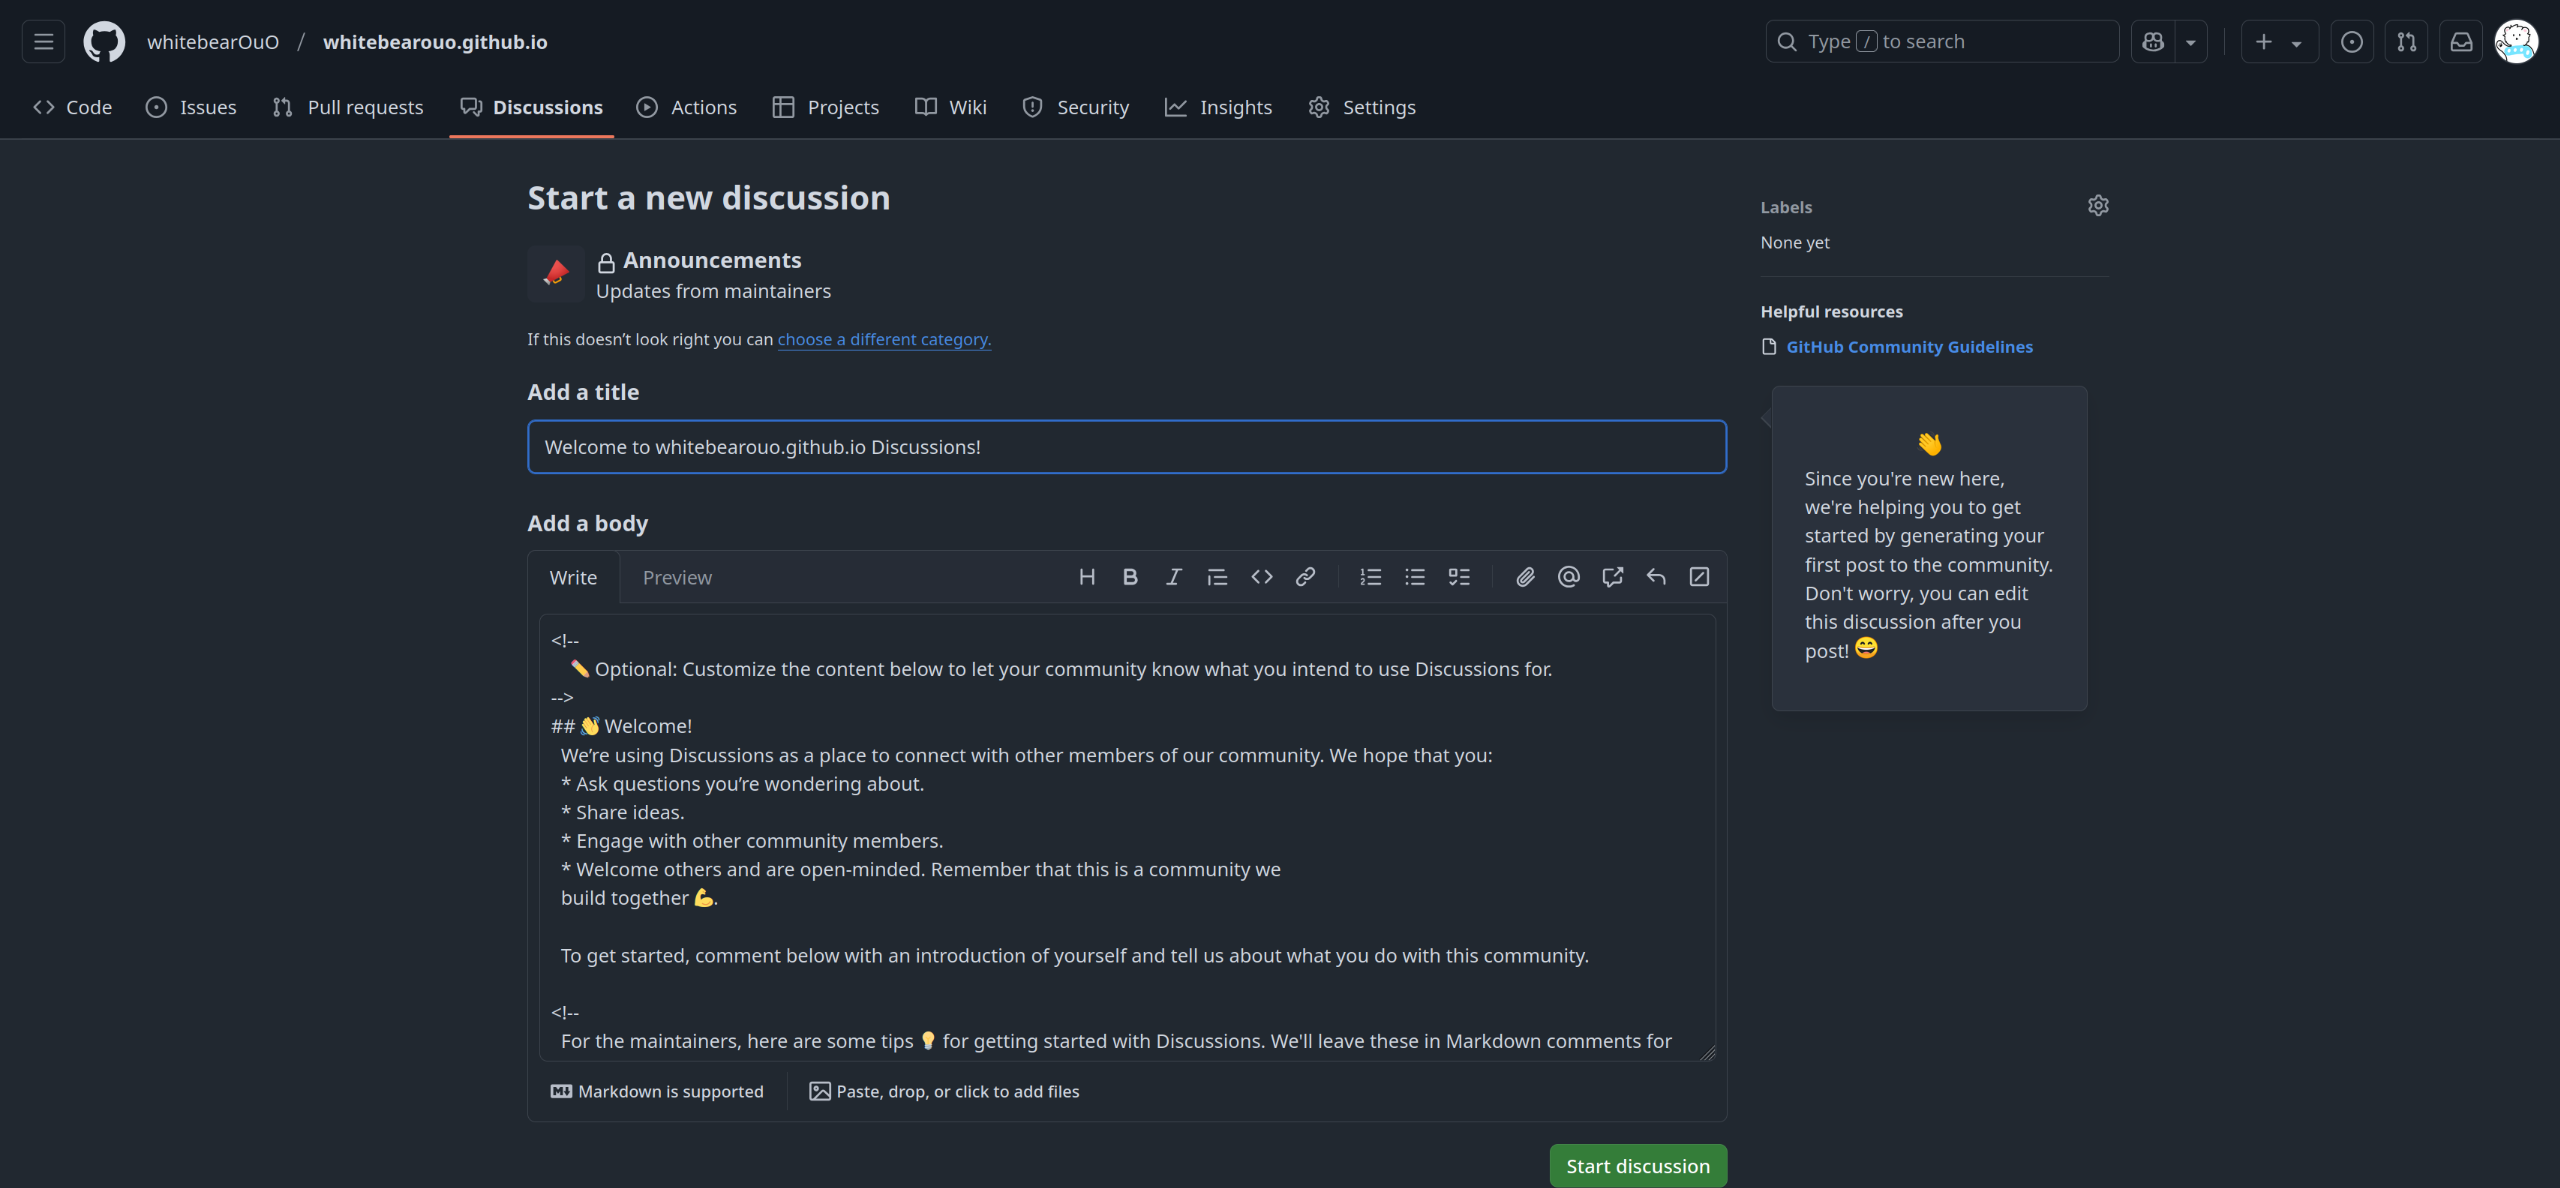 whitebearOuO / whitebearouo.github.io
Type / to search
Code
Issues
Pull requests
Discussions
Actions
Projects
Wiki
Security
Insights
Settings
Start a new discussion
Announcements
Updates from maintainers
If this doesn’t look right you can choose a different category.
Add a title
Welcome to whitebearouo.github.io Discussions!
Add a body
Write
Preview
<!--
✏️ Optional: Customize the content below to let your community know what you intend to use Discussions for.
-->
## 👋 Welcome!
We’re using Discussions as a place to connect with other members of our community. We hope that you:
* Ask questions you’re wondering about.
* Share ideas.
* Engage with other community members.
* Welcome others and are open-minded. Remember that this is a community we
build together 💪.
To get started, comment below with an introduction of yourself and tell us about what you do with this community.
<!--
For the maintainers, here are some tips 💡 for getting started with Discussions. We'll leave these in Markdown comments for
Markdown is supported
Paste, drop, or click to add files
Start discussion
Labels
None yet
Helpful resources
GitHub Community Guidelines
👋
Since you're new here,
we're helping you to get
started by generating your
first post to the community.
Don't worry, you can edit
this discussion after you
post! 😄